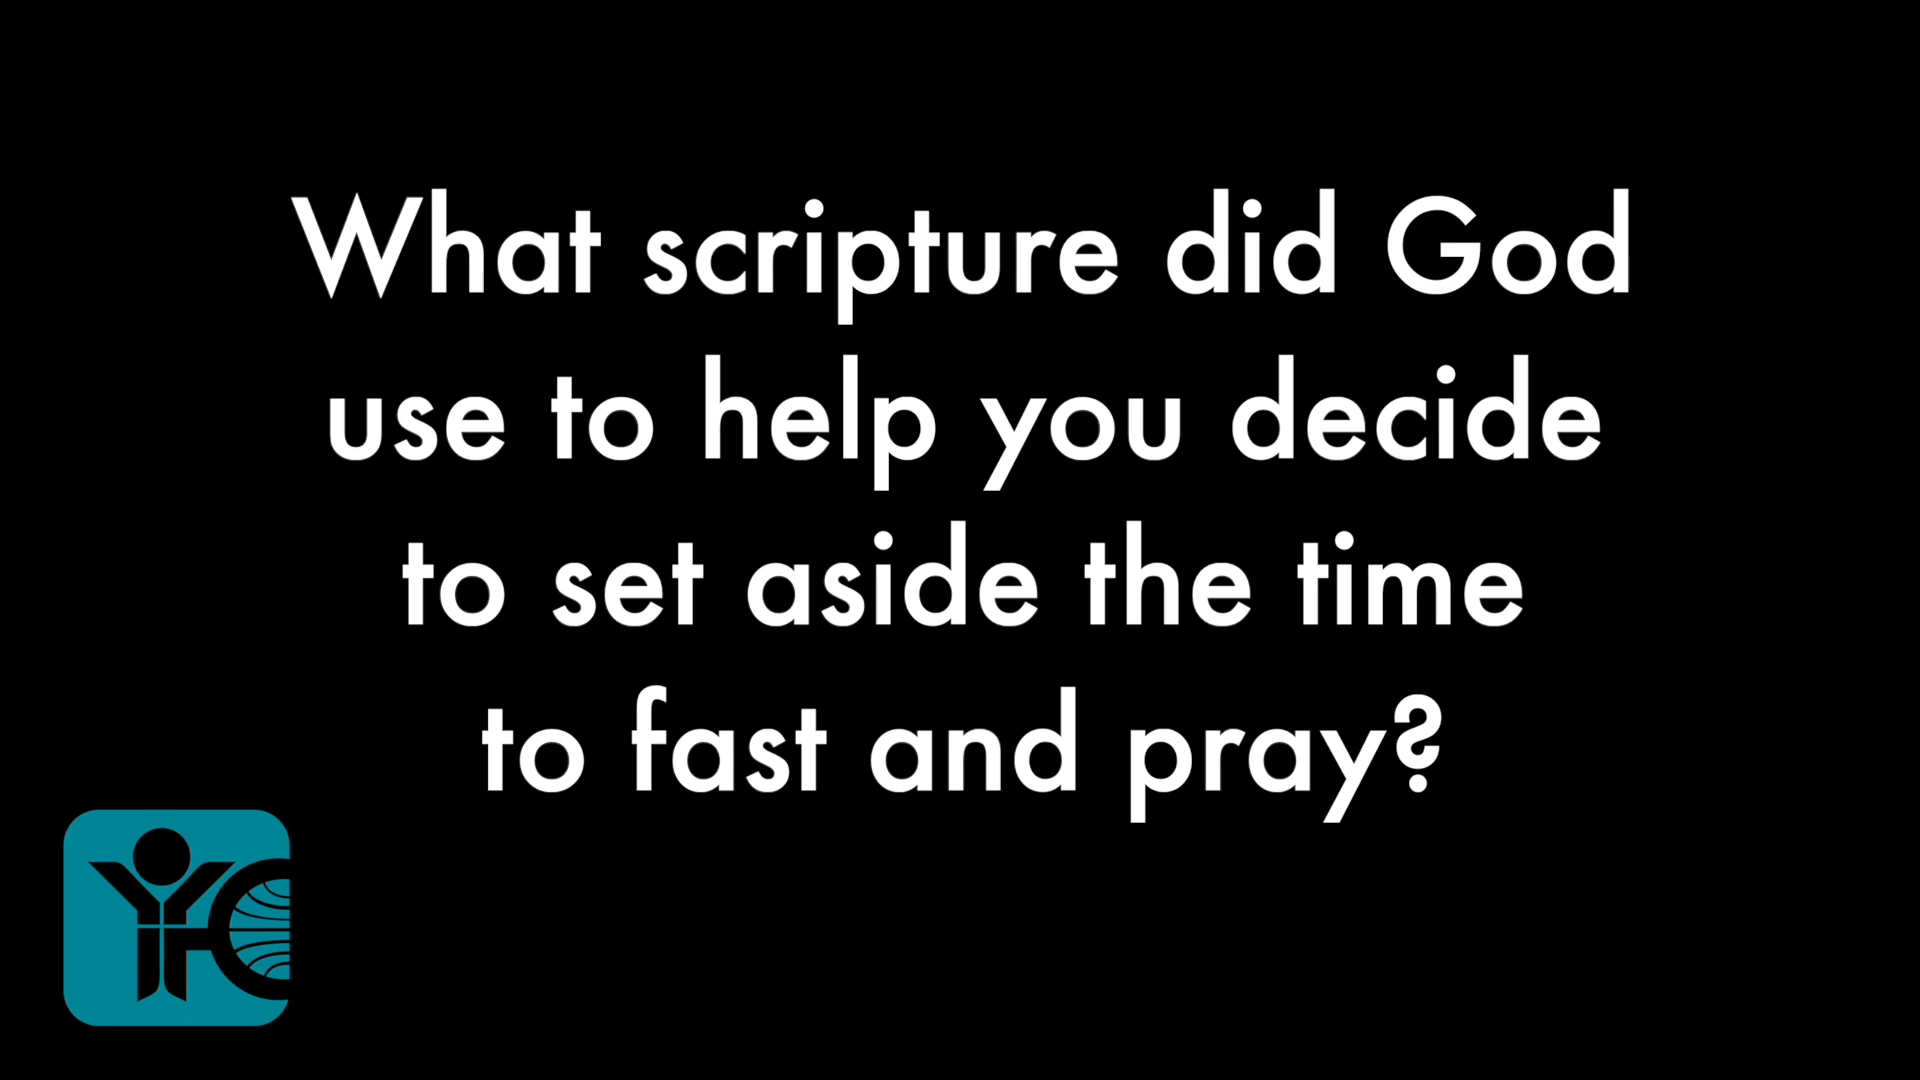 What scripture did God
use to help you decide
to set aside the time
to fast and pray?